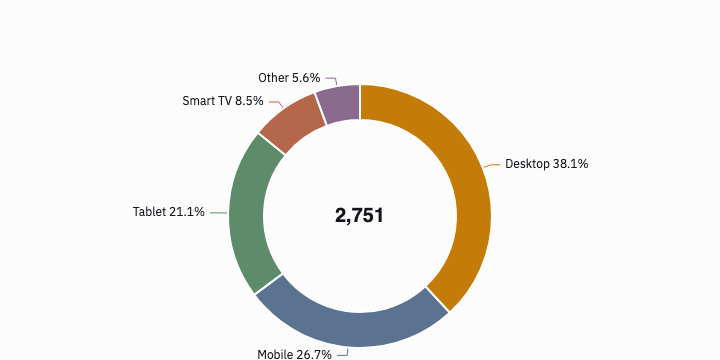 Other 5.6%
Smart TV 8.5%
Desktop 38.1%
Tablet 21.1%
2,751
Mobile 26.7%